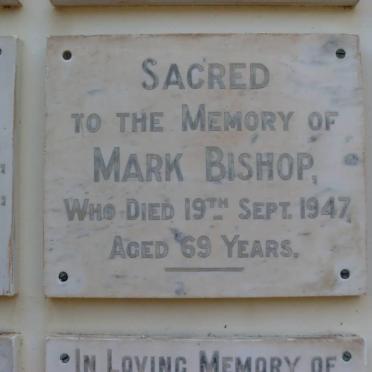 SACRED
TO THE MEMORY OF
MARK BISHOP,
WHO DIED 19TH SEPT. 1947,
AGED 69 YEARS.
IN LOVING MEMORY OF